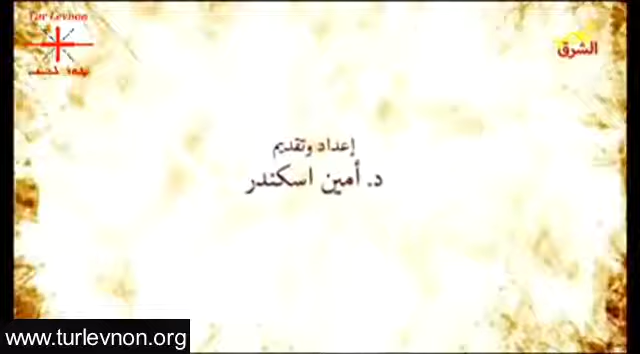 Tur Levnon
الشرق
إعداد وتقديم
د. أمين اسكندر
www.turlevnon.org